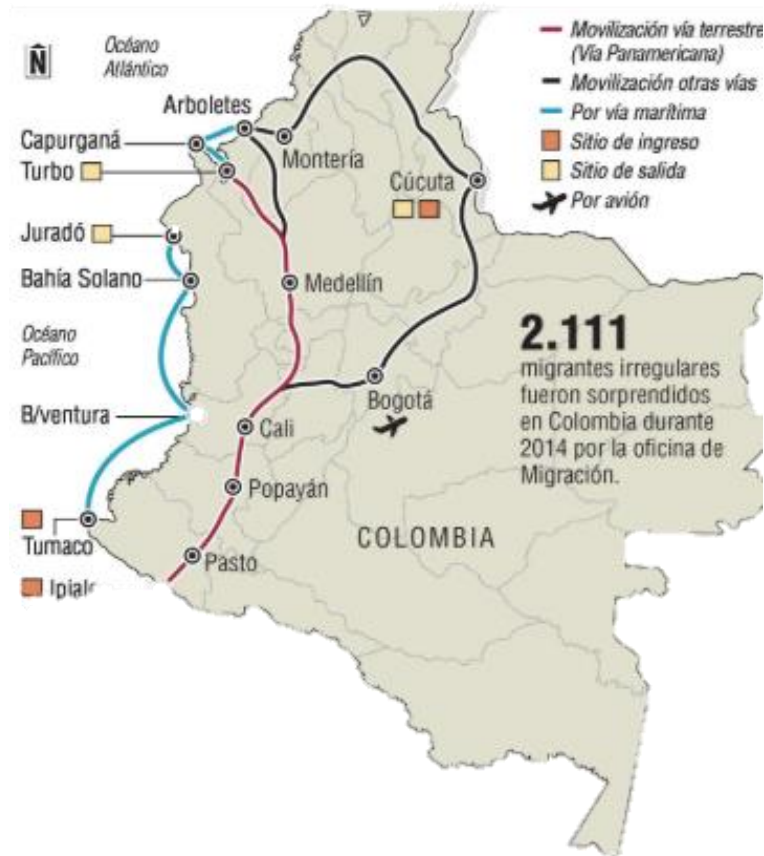 Océano
Atlántico
N
Arboletes
Capurganá
Turbo
Montería
Cúcuta
Juradó
Bahía Solano
Medellín
Océano
Pacífico
Bogotá
B/ventura
Cali
Popayán
Tumaco
Pasto
COLOMBIA
Movilización vía terrestre
(Vía Panamericana)
Movilización otras vías
Por vía marítima
Sitio de ingreso
Sitio de salida
Por avión
2.111
migrantes irregulares
fueron sorprendidos
en Colombia durante
2014 por la oficina de
Migración.